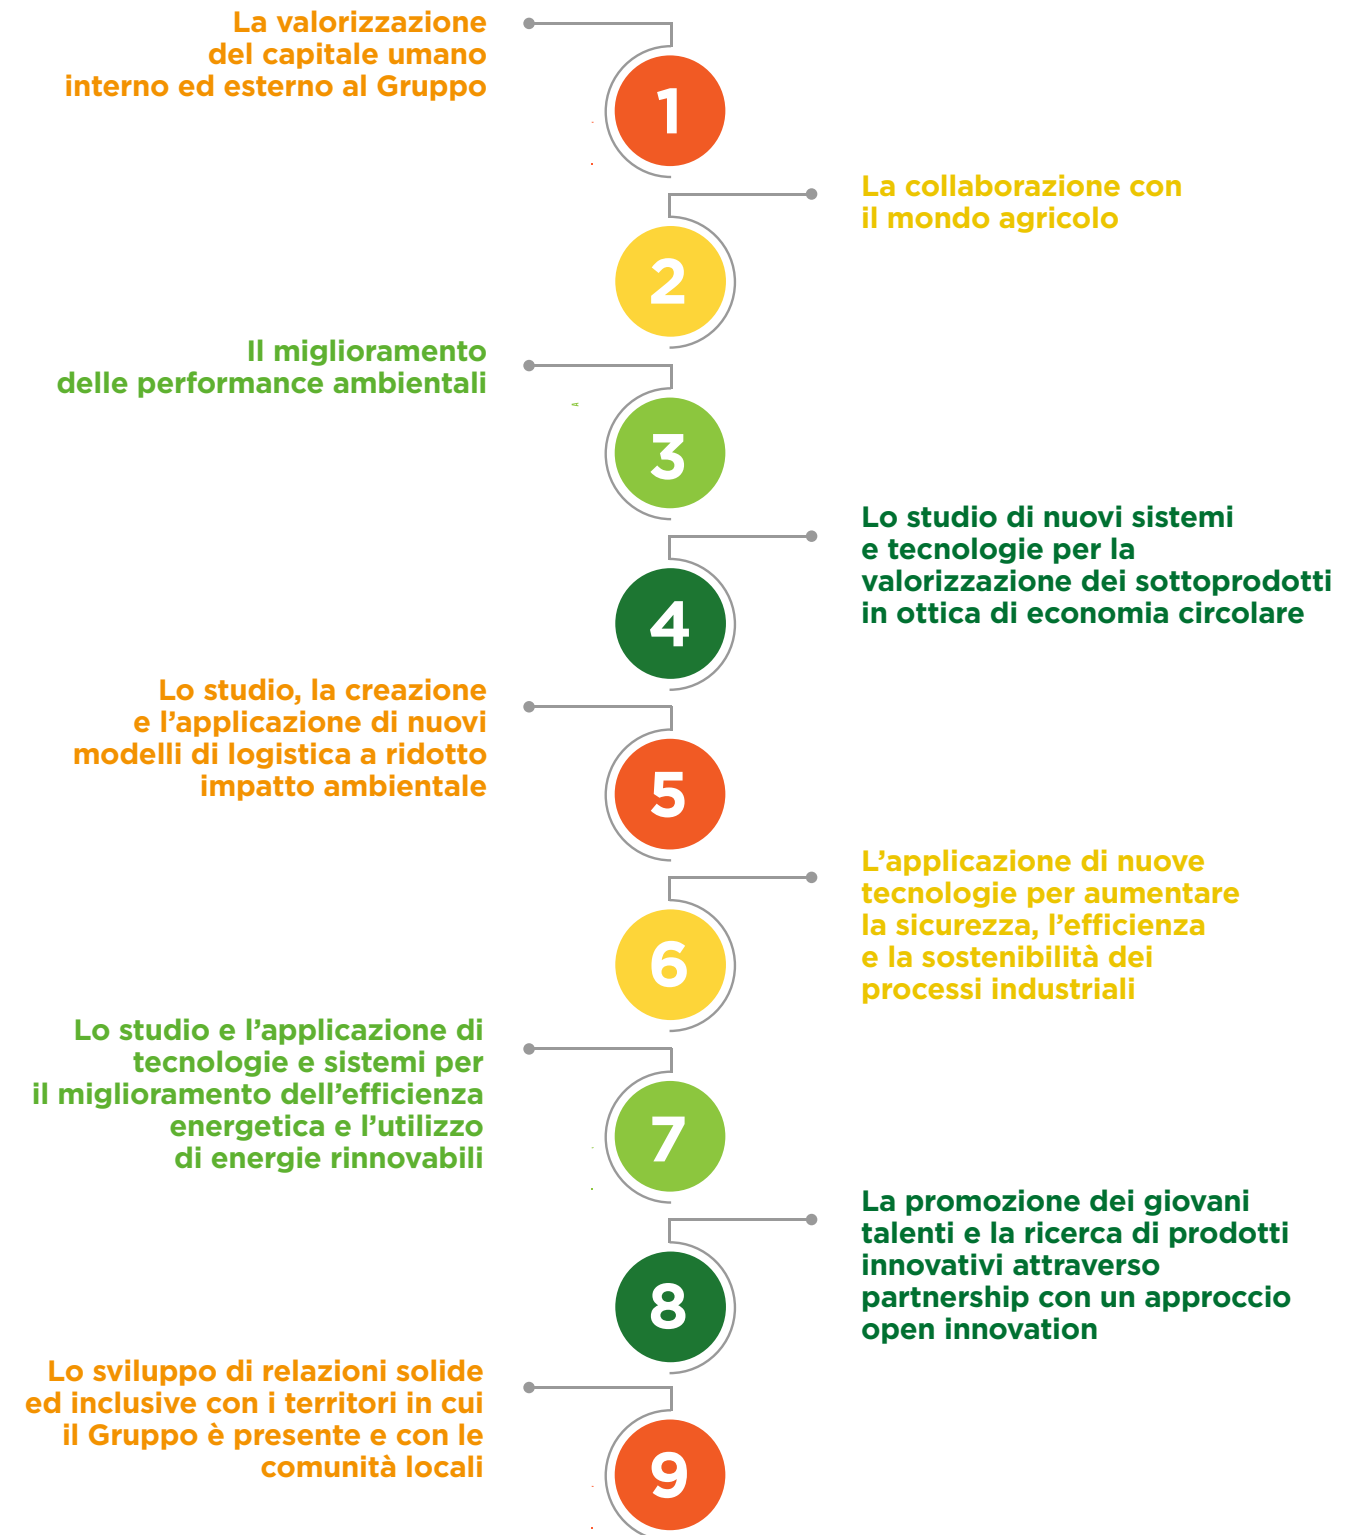 La valorizzazione
del capitale umano
interno ed esterno al Gruppo
1
La collaborazione con
il mondo agricolo
2
Il miglioramento
delle performance ambientali
3
Lo studio di nuovi sistemi
e tecnologie per la
valorizzazione dei sottoprodotti
in ottica di economia circolare
4
Lo studio, la creazione
e l’applicazione di nuovi
modelli di logistica a ridotto
impatto ambientale
5
L’applicazione di nuove
tecnologie per aumentare
la sicurezza, l’efficienza
e la sostenibilità dei
processi industriali
6
Lo studio e l’applicazione di
tecnologie e sistemi per
il miglioramento dell’efficienza
energetica e l’utilizzo
di energie rinnovabili
7
La promozione dei giovani
talenti e la ricerca di prodotti
innovativi attraverso
partnership con un approccio
open innovation
8
Lo sviluppo di relazioni solide
ed inclusive con i territori in cui
il Gruppo è presente e con le
comunità locali
9